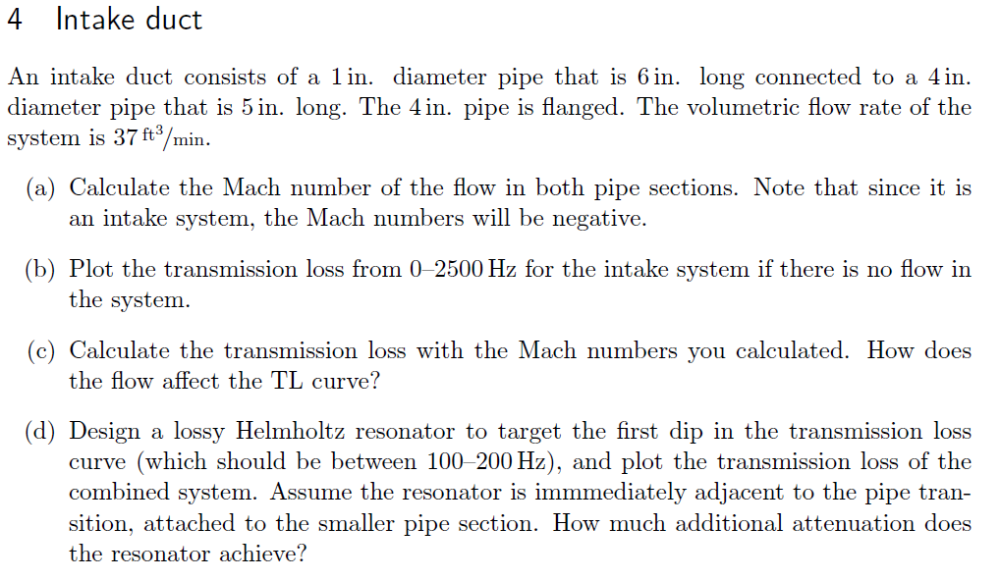 4 Intake duct
An intake duct consists of a 1 in. diameter pipe that is 6 in. long connected to a 4 in.
diameter pipe that is 5 in. long. The 4 in. pipe is flanged. The volumetric flow rate of the
system is 37 ft³/min.
(a) Calculate the Mach number of the flow in both pipe sections. Note that since it is
an intake system, the Mach numbers will be negative.
(b) Plot the transmission loss from 0–2500 Hz for the intake system if there is no flow in
the system.
(c) Calculate the transmission loss with the Mach numbers you calculated. How does
the flow affect the TL curve?
(d) Design a lossy Helmholtz resonator to target the first dip in the transmission loss
curve (which should be between 100–200 Hz), and plot the transmission loss of the
combined system. Assume the resonator is immmediately adjacent to the pipe tran-
sition, attached to the smaller pipe section. How much additional attenuation does
the resonator achieve?